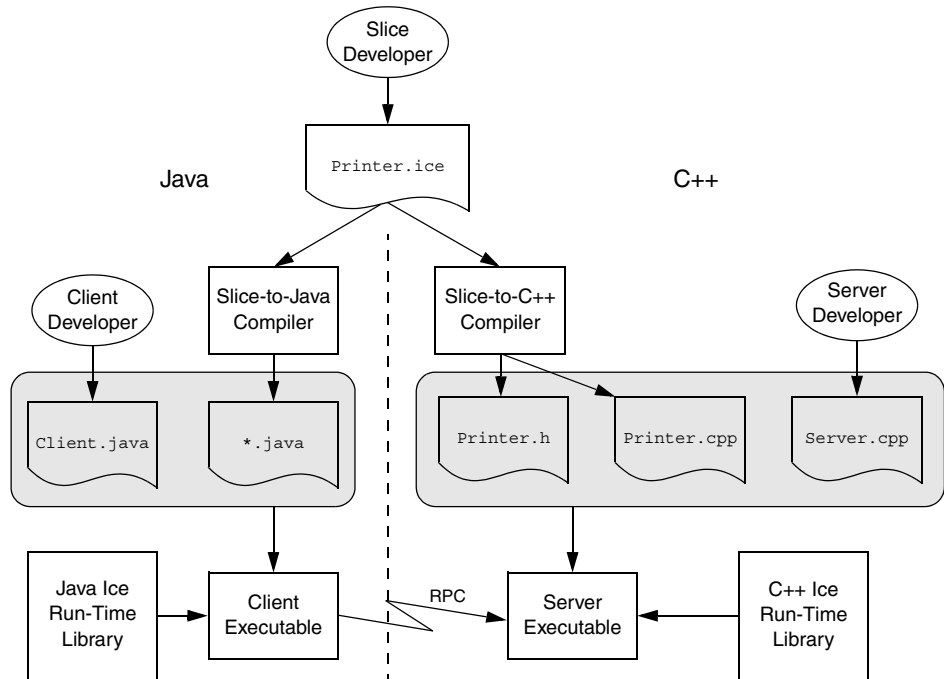 Slice
Developer
Printer.ice
Java
C++
Client
Developer
Slice-to-Java
Compiler
Slice-to-C++
Compiler
Server
Developer
Client.java
*.java
Printer.h
Printer.cpp
Server.cpp
Java Ice
Run-Time
Library
Client
Executable
RPC
Server
Executable
C++ Ice
Run-Time
Library